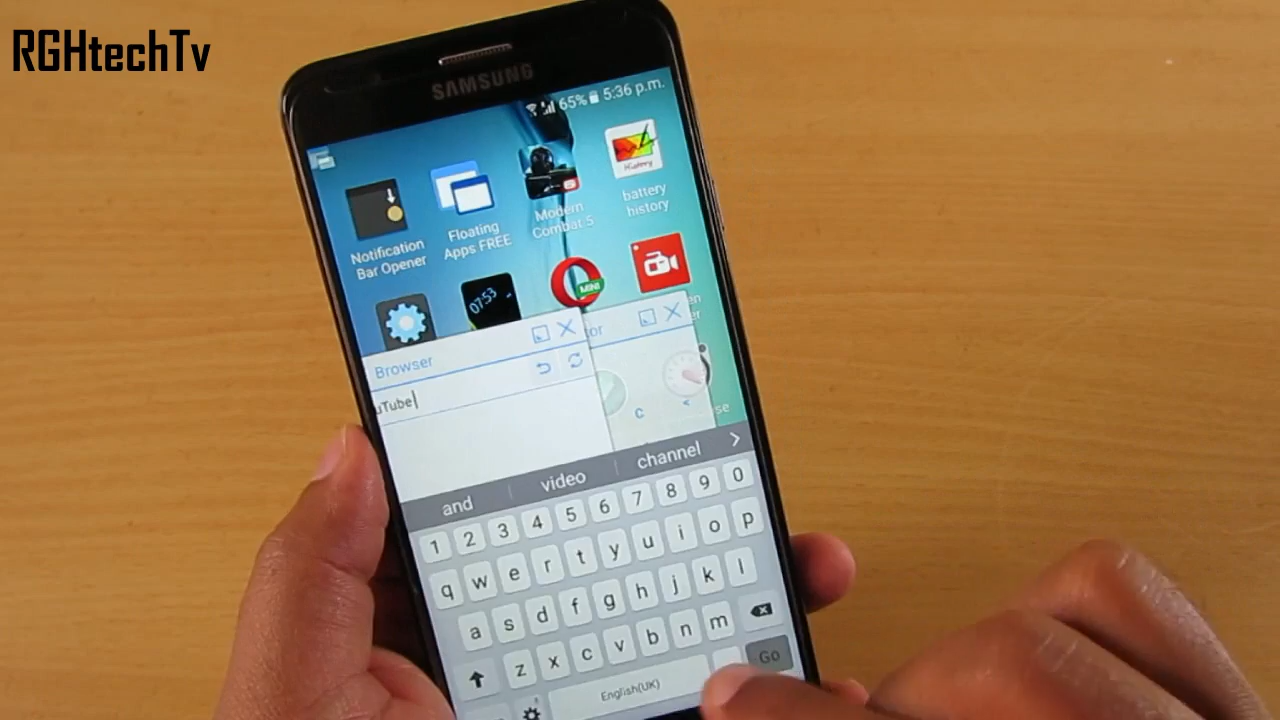 RGHtechTv
SAMSUNG
65% 5:36 p.m.
Notification
Bar Opener
Floating
Apps FREE
Modern
Combat 5
History
battery
history
07:53
MINI
Browser
uTube
C
<
and video channel
1 2 3 4 5 6 7 8 9 0
q w e r t y u i o p
a s d f g h j k l
z x c v b n m
English(UK)
Go